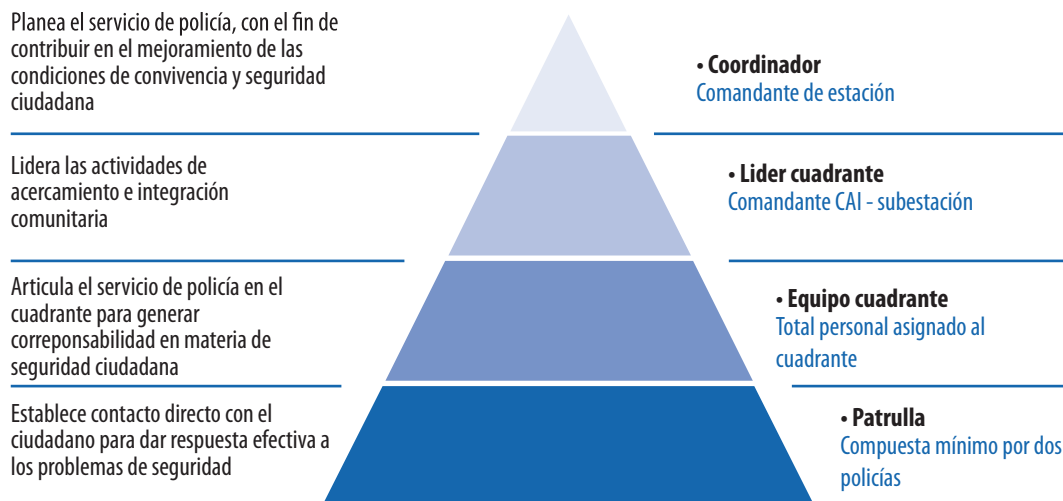 Planea el servicio de policía, con el fin de
contribuir en el mejoramiento de las
condiciones de convivencia y seguridad
ciudadana
• Coordinador
Comandante de estación
Lidera las actividades de
acercamiento e integración
comunitaria
• Lider cuadrante
Comandante CAI - subestación
Articula el servicio de policía en el
cuadrante para generar
correponsabilidad en materia de
seguridad ciudadana
• Equipo cuadrante
Total personal asignado al
cuadrante
Establece contacto directo con el
ciudadano para dar respuesta efectiva a
los problemas de seguridad
• Patrulla
Compuesta mínimo por dos
policías